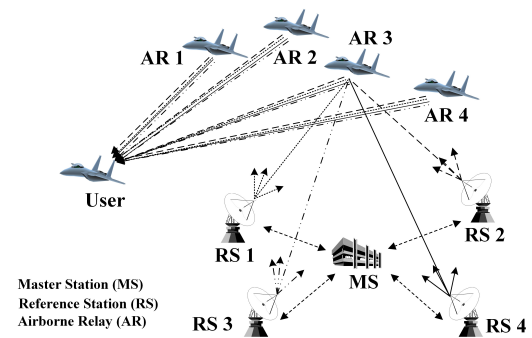 AR 1
AR 2
AR 3
AR 4
User
RS 1
RS 2
MS
Master Station (MS)
Reference Station (RS)
Airborne Relay (AR)
RS 3
RS 4